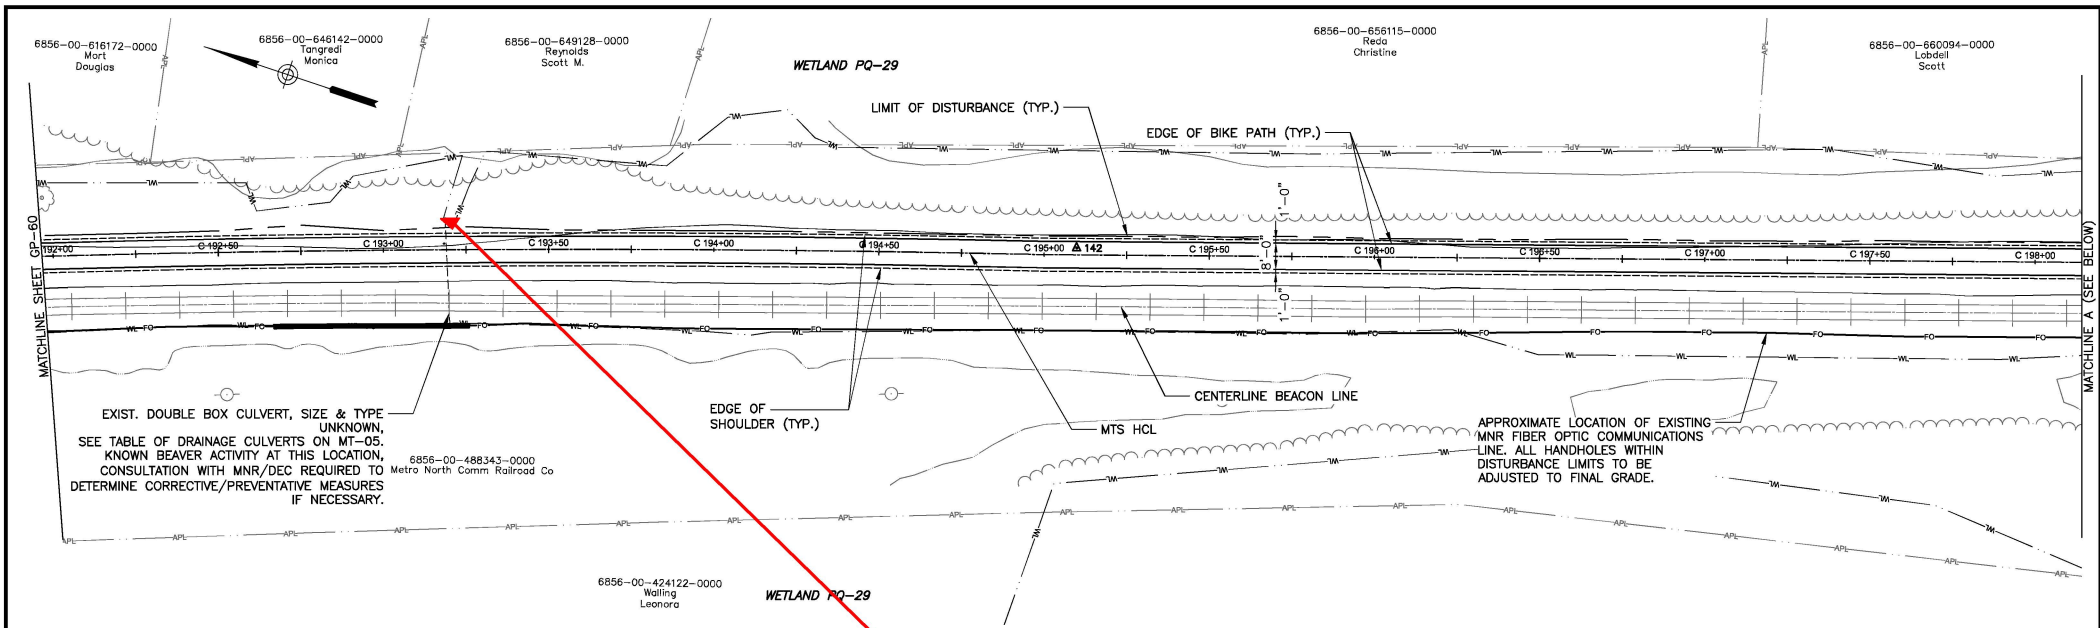 6856-00-616172-0000
Mort
Douglas
6856-00-646142-0000
Tangredi
Monica
6856-00-649128-0000
Reynolds
Scott M.
WETLAND PQ-29
6856-00-656115-0000
Reda
Christine
6856-00-660094-0000
Lobdell
Scott
LIMIT OF DISTURBANCE (TYP.)
EDGE OF BIKE PATH (TYP.)
1'-0"
8'-0"
1'-0"
MATCHLINE SHEET GP-60
192+00
C 192+50
C 193+00
C 193+50
C 194+00
C 194+50
C 195+00
142
C 195+50
C 196+00
C 196+50
C 197+00
C 197+50
C 198+00
MATCHLINE A (SEE BELOW)
EXIST. DOUBLE BOX CULVERT, SIZE & TYPE
UNKNOWN,
SEE TABLE OF DRAINAGE CULVERTS ON MT-05.
KNOWN BEAVER ACTIVITY AT THIS LOCATION,
CONSULTATION WITH MNR/DEC REQUIRED TO
DETERMINE CORRECTIVE/PREVENTATIVE MEASURES
IF NECESSARY.
6856-00-488343-0000
Metro North Comm Railroad Co
EDGE OF
SHOULDER (TYP.)
MTS HCL
CENTERLINE BEACON LINE
APPROXIMATE LOCATION OF EXISTING
MNR FIBER OPTIC COMMUNICATIONS
LINE. ALL HANDHOLES WITHIN
DISTURBANCE LIMITS TO BE
ADJUSTED TO FINAL GRADE.
6856-00-424122-0000
Walling
Leonora
WETLAND PQ-29